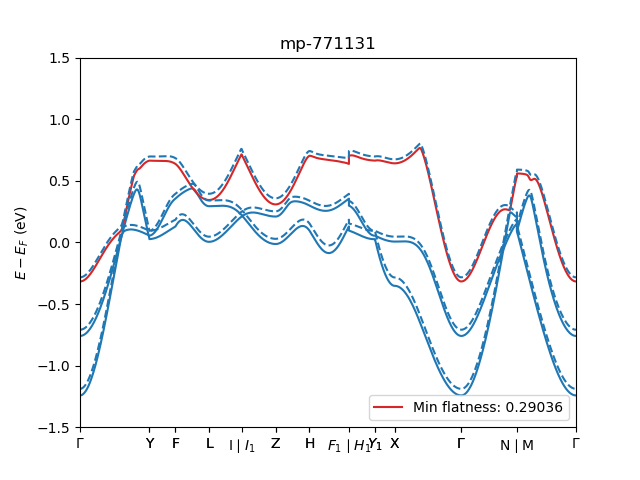 mp-771131
E − E_F (eV)
1.5
1.0
0.5
0.0
−0.5
−1.0
−1.5
Min flatness: 0.29036
Γ Y F L I | I₁ Z H F₁ | H₁ Y₁ X Γ N | M Γ